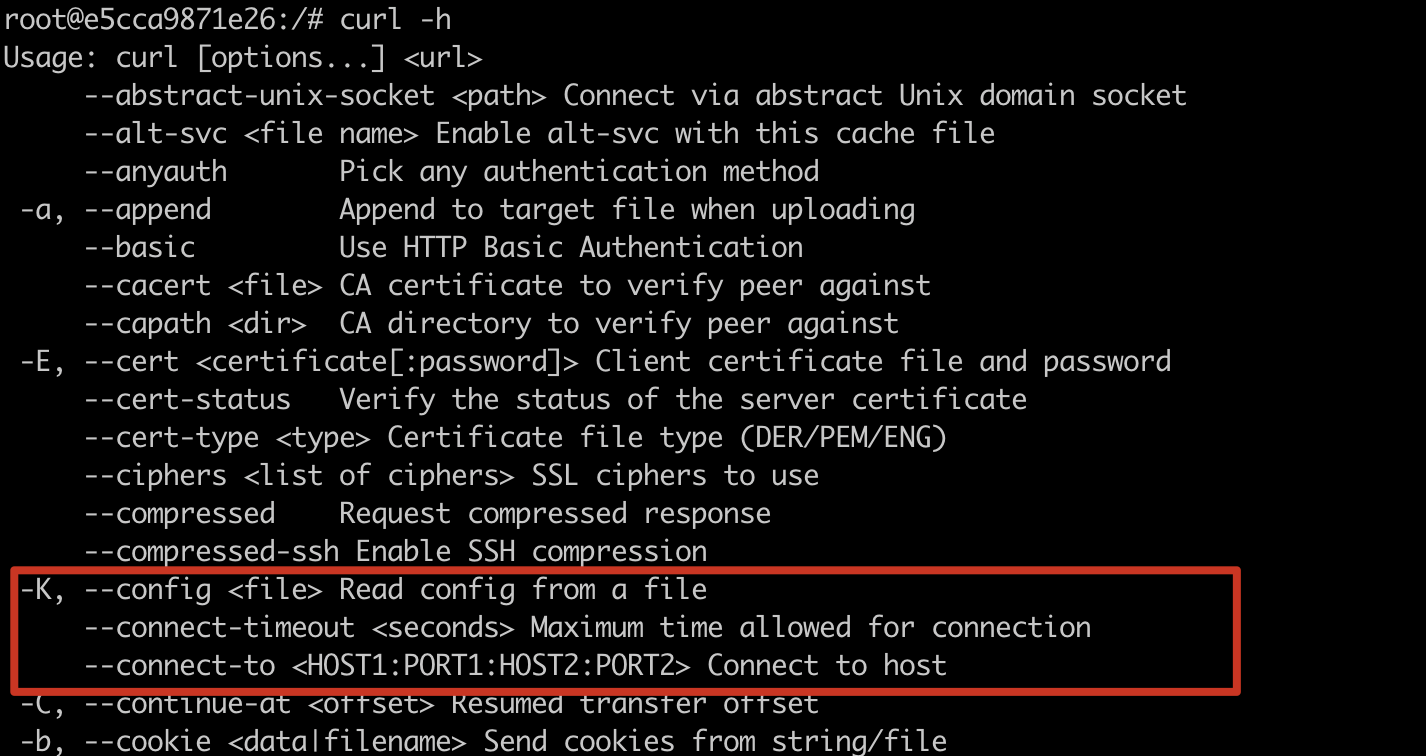 root@e5cca9871e26:/# curl -h
Usage: curl [options...] <url>
     --abstract-unix-socket <path> Connect via abstract Unix domain socket
     --alt-svc <file name> Enable alt-svc with this cache file
     --anyauth       Pick any authentication method
 -a, --append        Append to target file when uploading
     --basic         Use HTTP Basic Authentication
     --cacert <file> CA certificate to verify peer against
     --capath <dir>  CA directory to verify peer against
 -E, --cert <certificate[:password]> Client certificate file and password
     --cert-status   Verify the status of the server certificate
     --cert-type <type> Certificate file type (DER/PEM/ENG)
     --ciphers <list of ciphers> SSL ciphers to use
     --compressed    Request compressed response
     --compressed-ssh Enable SSH compression
 -K, --config <file> Read config from a file
     --connect-timeout <seconds> Maximum time allowed for connection
     --connect-to <HOST1:PORT1:HOST2:PORT2> Connect to host
 -C, --continue-at <offset> Resumed transfer offset
 -b, --cookie <data|filename> Send cookies from string/file